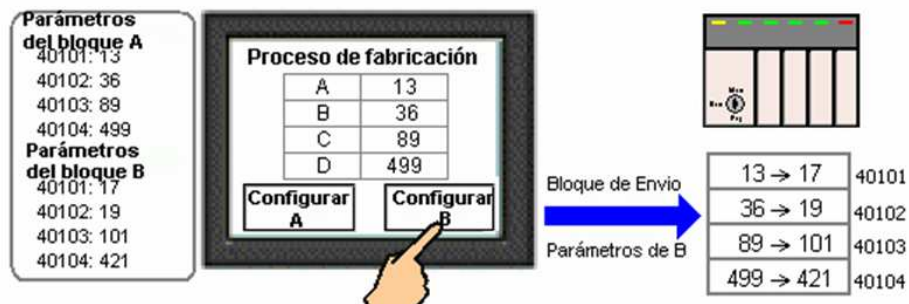 Parámetros
del bloque A
40101: 13
40102: 36
40103: 89
40104: 499
Parámetros
del bloque B
40101: 17
40102: 19
40103: 101
40104: 421
Proceso de fabricación
A 13
B 36
C 89
D 499
Configurar
A
Configurar
B
Bloque de Envio
Parámetros de B
13 → 17 40101
36 → 19 40102
89 → 101 40103
499 → 421 40104